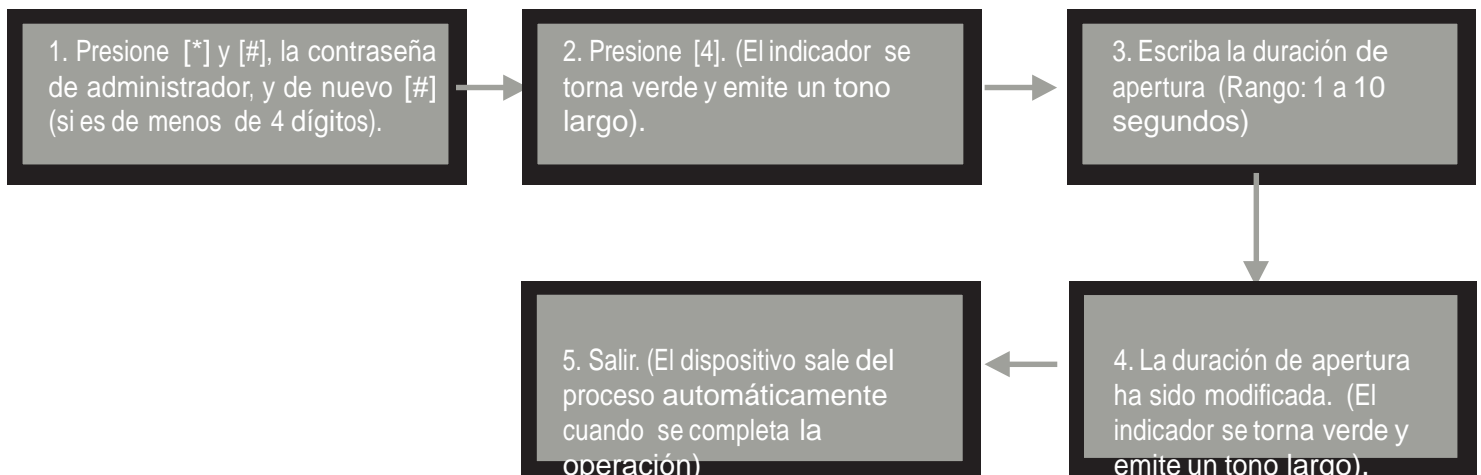 1. Presione [*] y [#], la contraseña
de administrador, y de nuevo [#]
(si es de menos de 4 dígitos).
2. Presione [4]. (El indicador se
torna verde y emite un tono
largo).
3. Escriba la duración de
apertura (Rango: 1 a 10
segundos)
4. La duración de apertura
ha sido modificada. (El
indicador se torna verde y
emite un tono largo).
5. Salir. (El dispositivo sale del
proceso automáticamente
cuando se completa la
operación)